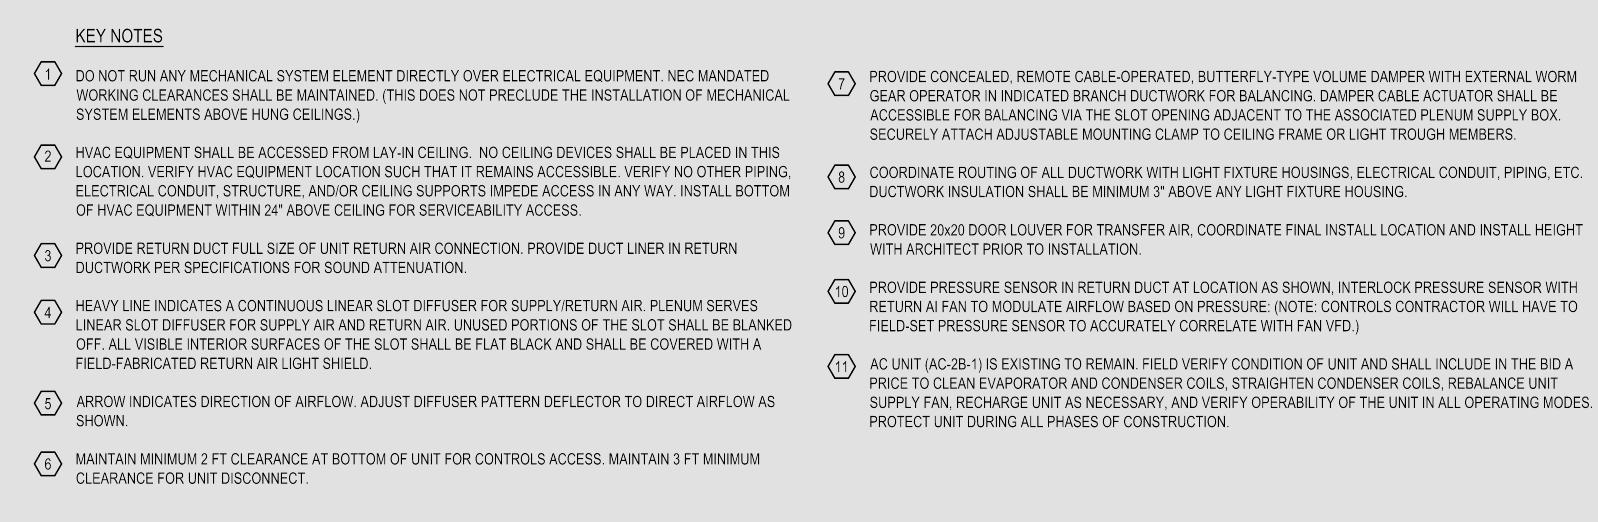 KEY NOTES
1
DO NOT RUN ANY MECHANICAL SYSTEM ELEMENT DIRECTLY OVER ELECTRICAL EQUIPMENT. NEC MANDATED
WORKING CLEARANCES SHALL BE MAINTAINED. (THIS DOES NOT PRECLUDE THE INSTALLATION OF MECHANICAL
SYSTEM ELEMENTS ABOVE HUNG CEILINGS.)
2
HVAC EQUIPMENT SHALL BE ACCESSED FROM LAY-IN CEILING. NO CEILING DEVICES SHALL BE PLACED IN THIS
LOCATION. VERIFY HVAC EQUIPMENT LOCATION SUCH THAT IT REMAINS ACCESSIBLE. VERIFY NO OTHER PIPING,
ELECTRICAL CONDUIT, STRUCTURE, AND/OR CEILING SUPPORTS IMPEDE ACCESS IN ANY WAY. INSTALL BOTTOM
OF HVAC EQUIPMENT WITHIN 24" ABOVE CEILING FOR SERVICEABILITY ACCESS.
3
PROVIDE RETURN DUCT FULL SIZE OF UNIT RETURN AIR CONNECTION. PROVIDE DUCT LINER IN RETURN
DUCTWORK PER SPECIFICATIONS FOR SOUND ATTENUATION.
4
HEAVY LINE INDICATES A CONTINUOUS LINEAR SLOT DIFFUSER FOR SUPPLY/RETURN AIR. PLENUM SERVES
LINEAR SLOT DIFFUSER FOR SUPPLY AIR AND RETURN AIR. UNUSED PORTIONS OF THE SLOT SHALL BE BLANKED
OFF. ALL VISIBLE INTERIOR SURFACES OF THE SLOT SHALL BE FLAT BLACK AND SHALL BE COVERED WITH A
FIELD-FABRICATED RETURN AIR LIGHT SHIELD.
5
ARROW INDICATES DIRECTION OF AIRFLOW. ADJUST DIFFUSER PATTERN DEFLECTOR TO DIRECT AIRFLOW AS
SHOWN.
6
MAINTAIN MINIMUM 2 FT CLEARANCE AT BOTTOM OF UNIT FOR CONTROLS ACCESS. MAINTAIN 3 FT MINIMUM
CLEARANCE FOR UNIT DISCONNECT.
7
PROVIDE CONCEALED, REMOTE CABLE-OPERATED, BUTTERFLY-TYPE VOLUME DAMPER WITH EXTERNAL WORM
GEAR OPERATOR IN INDICATED BRANCH DUCTWORK FOR BALANCING. DAMPER CABLE ACTUATOR SHALL BE
ACCESSIBLE FOR BALANCING VIA THE SLOT OPENING ADJACENT TO THE ASSOCIATED PLENUM SUPPLY BOX.
SECURELY ATTACH ADJUSTABLE MOUNTING CLAMP TO CEILING FRAME OR LIGHT TROUGH MEMBERS.
8
COORDINATE ROUTING OF ALL DUCTWORK WITH LIGHT FIXTURE HOUSINGS, ELECTRICAL CONDUIT, PIPING, ETC.
DUCTWORK INSULATION SHALL BE MINIMUM 3" ABOVE ANY LIGHT FIXTURE HOUSING.
9
PROVIDE 20x20 DOOR LOUVER FOR TRANSFER AIR, COORDINATE FINAL INSTALL LOCATION AND INSTALL HEIGHT
WITH ARCHITECT PRIOR TO INSTALLATION.
10
PROVIDE PRESSURE SENSOR IN RETURN DUCT AT LOCATION AS SHOWN, INTERLOCK PRESSURE SENSOR WITH
RETURN AI FAN TO MODULATE AIRFLOW BASED ON PRESSURE: (NOTE: CONTROLS CONTRACTOR WILL HAVE TO
FIELD-SET PRESSURE SENSOR TO ACCURATELY CORRELATE WITH FAN VFD.)
11
AC UNIT (AC-2B-1) IS EXISTING TO REMAIN. FIELD VERIFY CONDITION OF UNIT AND SHALL INCLUDE IN THE BID A
PRICE TO CLEAN EVAPORATOR AND CONDENSER COILS, STRAIGHTEN CONDENSER COILS, REBALANCE UNIT
SUPPLY FAN, RECHARGE UNIT AS NECESSARY, AND VERIFY OPERABILITY OF THE UNIT IN ALL OPERATING MODES.
PROTECT UNIT DURING ALL PHASES OF CONSTRUCTION.